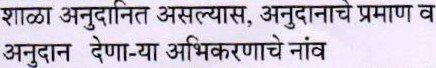 शाळा अनुदानित असल्यास, अनुदानाचे प्रमाण व
अनुदान देणा-या अभिकरणाचे नांव